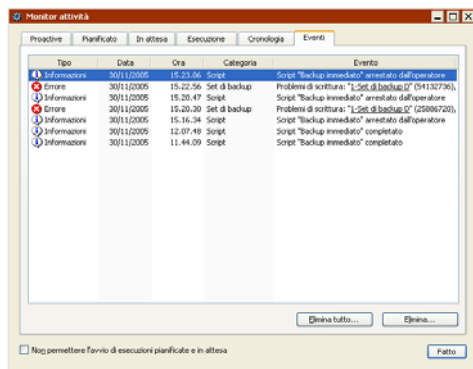 Monitor attività
Proactive Pianificato In attesa Esecuzione Cronologia Eventi
Tipo Data Ora Categoria Evento
Informazioni 30/11/2005 15.23.06 Script Script "Backup immediato" arrestato dall'operatore
Errore 30/11/2005 15.22.56 Set di backup Problemi di scrittura: "1-Set di backup D" (54132736),
Informazioni 30/11/2005 15.20.47 Script Script "Backup immediato" arrestato dall'operatore
Errore 30/11/2005 15.20.30 Set di backup Problemi di scrittura: "1-Set di backup D" (25886720),
Informazioni 30/11/2005 15.16.34 Script Script "Backup immediato" arrestato dall'operatore
Informazioni 30/11/2005 12.07.48 Script Script "Backup immediato" completato
Informazioni 30/11/2005 11.44.09 Script Script "Backup immediato" completato
Elimina tutto... Elimina...
Non permettere l'avvio di esecuzioni pianificate e in attesa
Fatto